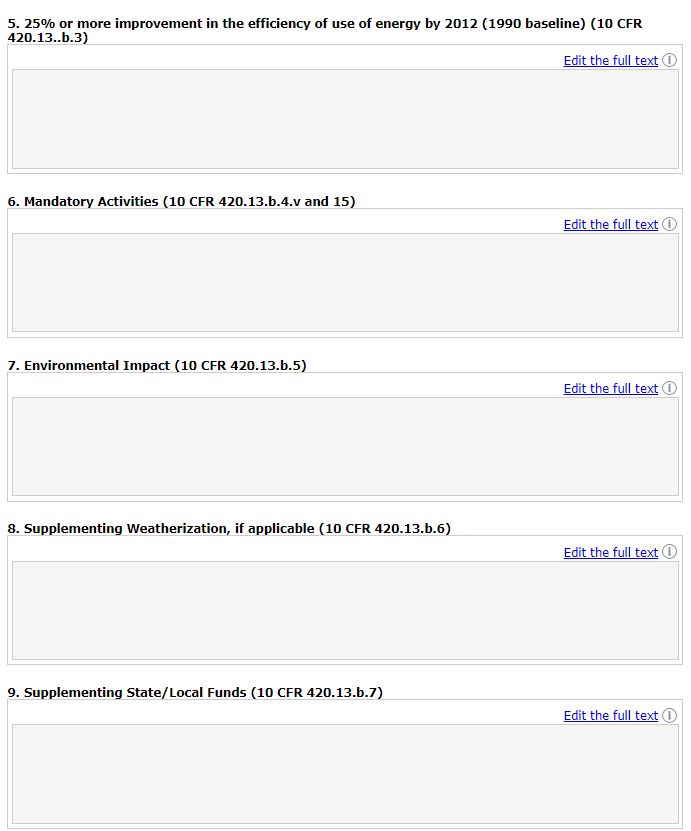 5. 25% or more improvement in the efficiency of use of energy by 2012 (1990 baseline) (10 CFR
420.13..b.3)
Edit the full text
6. Mandatory Activities (10 CFR 420.13.b.4.v and 15)
Edit the full text
7. Environmental Impact (10 CFR 420.13.b.5)
Edit the full text
8. Supplementing Weatherization, if applicable (10 CFR 420.13.b.6)
Edit the full text
9. Supplementing State/Local Funds (10 CFR 420.13.b.7)
Edit the full text